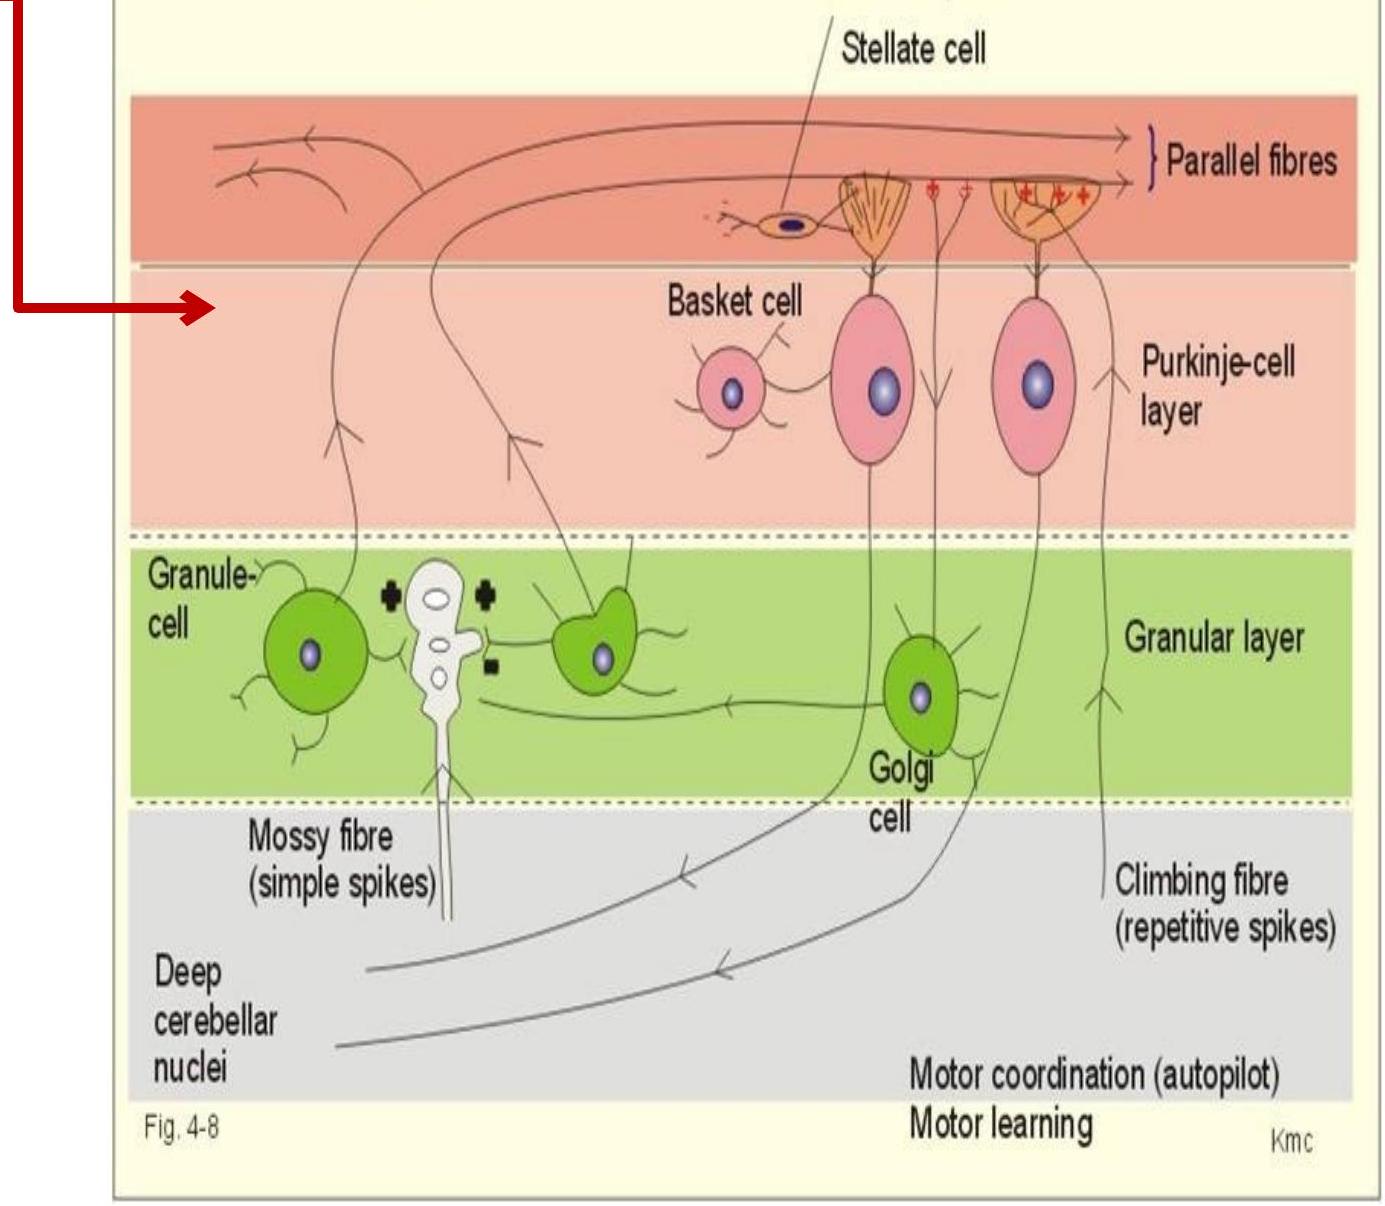 Stellate cell
Parallel fibres
Basket cell
Purkinje-cell
layer
Granule-
cell
Granular layer
Golgi
cell
Mossy fibre
(simple spikes)
Climbing fibre
(repetitive spikes)
Deep
cerebellar
nuclei
Motor coordination (autopilot)
Motor learning
Fig. 4-8
Kmc